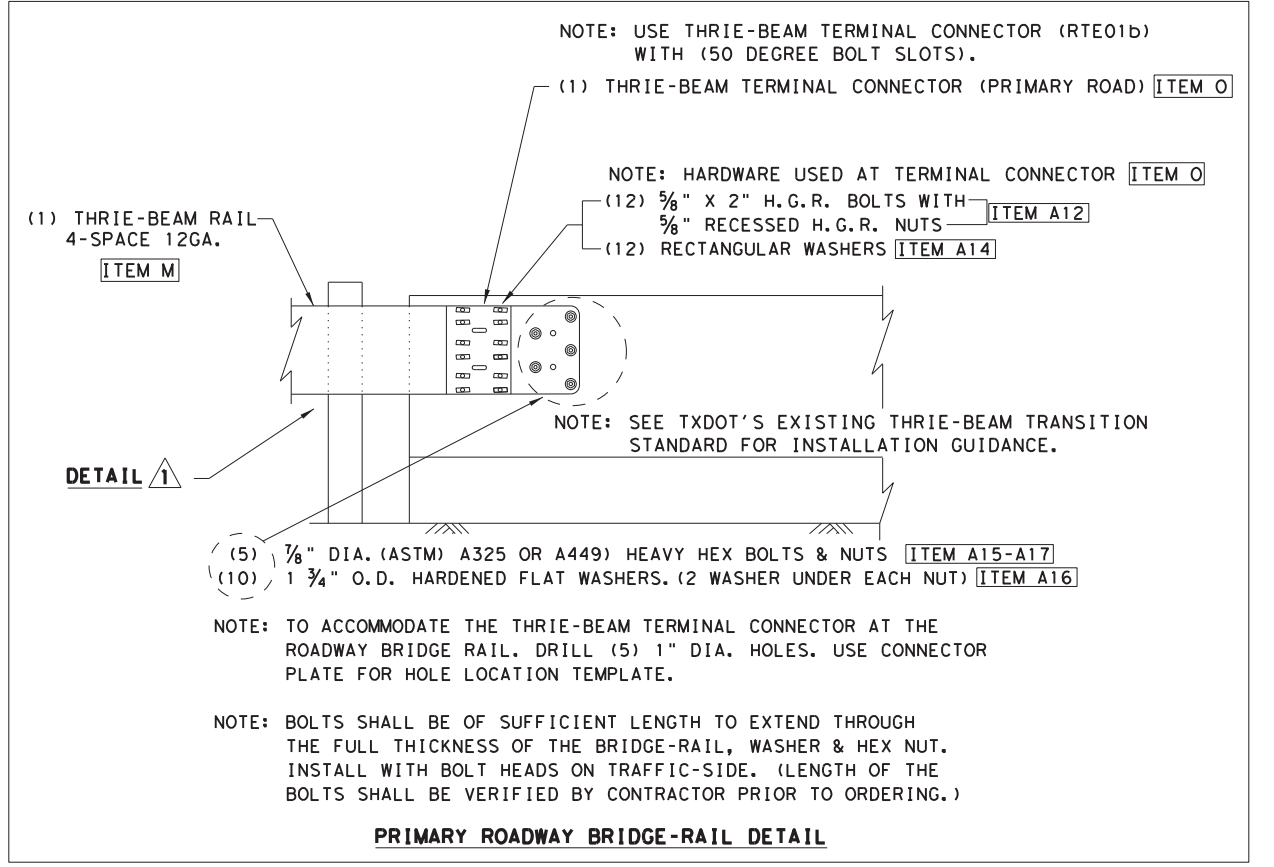 NOTE: USE THRIE-BEAM TERMINAL CONNECTOR (RTE01b)
WITH (50 DEGREE BOLT SLOTS).
(1) THRIE-BEAM TERMINAL CONNECTOR (PRIMARY ROAD) ITEM O
NOTE: HARDWARE USED AT TERMINAL CONNECTOR ITEM O
(12) ⅝" X 2" H.G.R. BOLTS WITH
⅝" RECESSED H.G.R. NUTS
ITEM A12
(12) RECTANGULAR WASHERS ITEM A14
(1) THRIE-BEAM RAIL
4-SPACE 12GA.
ITEM M
NOTE: SEE TXDOT'S EXISTING THRIE-BEAM TRANSITION
STANDARD FOR INSTALLATION GUIDANCE.
DETAIL 1
(5) ⅞" DIA. (ASTM) A325 OR A449) HEAVY HEX BOLTS & NUTS ITEM A15-A17
(10) 1 ¾" O.D. HARDENED FLAT WASHERS. (2 WASHER UNDER EACH NUT) ITEM A16
NOTE: TO ACCOMMODATE THE THRIE-BEAM TERMINAL CONNECTOR AT THE
ROADWAY BRIDGE RAIL. DRILL (5) 1" DIA. HOLES. USE CONNECTOR
PLATE FOR HOLE LOCATION TEMPLATE.
NOTE: BOLTS SHALL BE OF SUFFICIENT LENGTH TO EXTEND THROUGH
THE FULL THICKNESS OF THE BRIDGE-RAIL, WASHER & HEX NUT.
INSTALL WITH BOLT HEADS ON TRAFFIC-SIDE. (LENGTH OF THE
BOLTS SHALL BE VERIFIED BY CONTRACTOR PRIOR TO ORDERING.)
PRIMARY ROADWAY BRIDGE-RAIL DETAIL